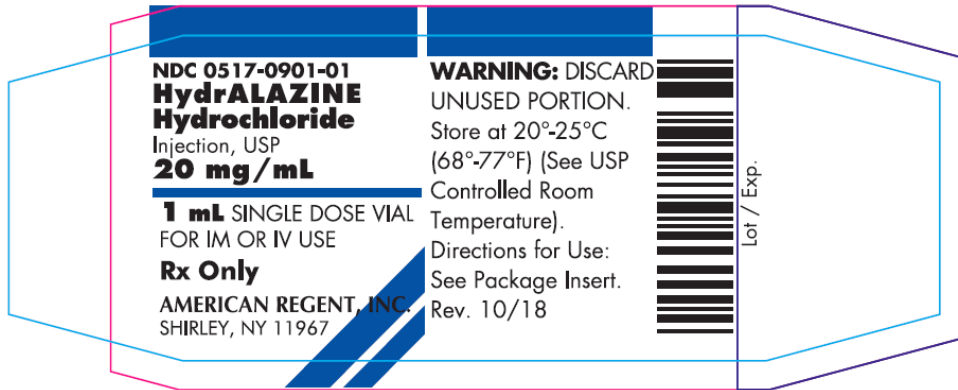 NDC 0517-0901-01
HydrALAZINE
Hydrochloride
Injection, USP
20 mg/mL
1 mL SINGLE DOSE VIAL
FOR IM OR IV USE
Rx Only
AMERICAN REGENT, INC.
SHIRLEY, NY 11967
WARNING: DISCARD
UNUSED PORTION.
Store at 20°-25°C
(68°-77°F) (See USP
Controlled Room
Temperature).
Directions for Use:
See Package Insert.
Rev. 10/18
Lot / Exp.